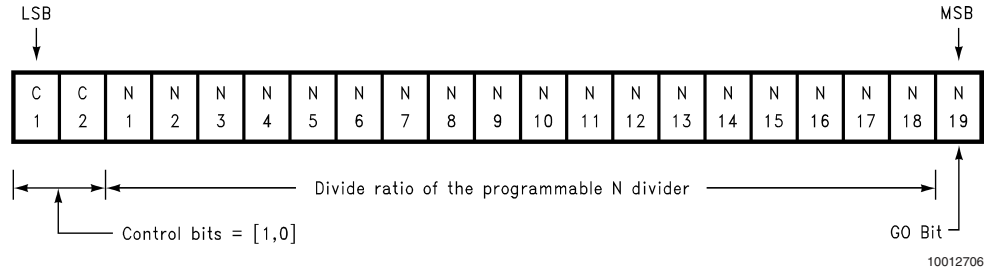 LSB MSB
C C N N N N N N N N N N N N N N N N N N N
1 2 1 2 3 4 5 6 7 8 9 10 11 12 13 14 15 16 17 18 19
Divide ratio of the programmable N divider
Control bits = [1,0] GO Bit
10012706